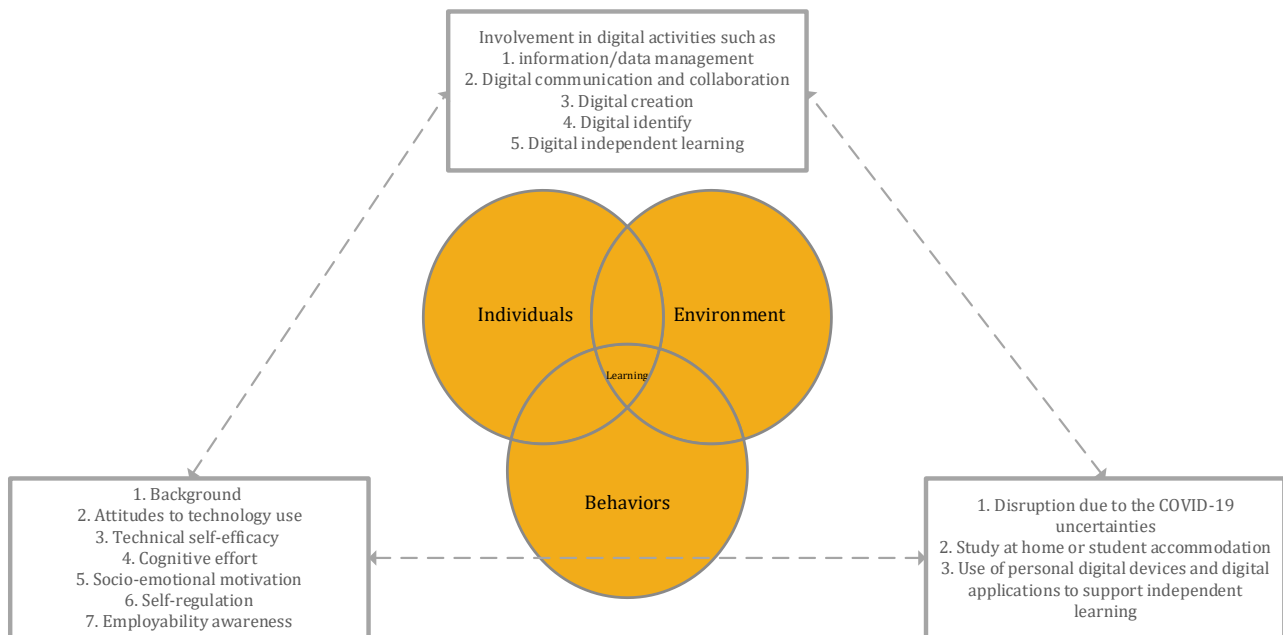 Involvement in digital activities such as
1. information/data management
2. Digital communication and collaboration
3. Digital creation
4. Digital identify
5. Digital independent learning
Individuals
Environment
Learning
Behaviors
1. Background
2. Attitudes to technology use
3. Technical self-efficacy
4. Cognitive effort
5. Socio-emotional motivation
6. Self-regulation
7. Employability awareness
1. Disruption due to the COVID-19
uncertainties
2. Study at home or student accommodation
3. Use of personal digital devices and digital
applications to support independent
learning